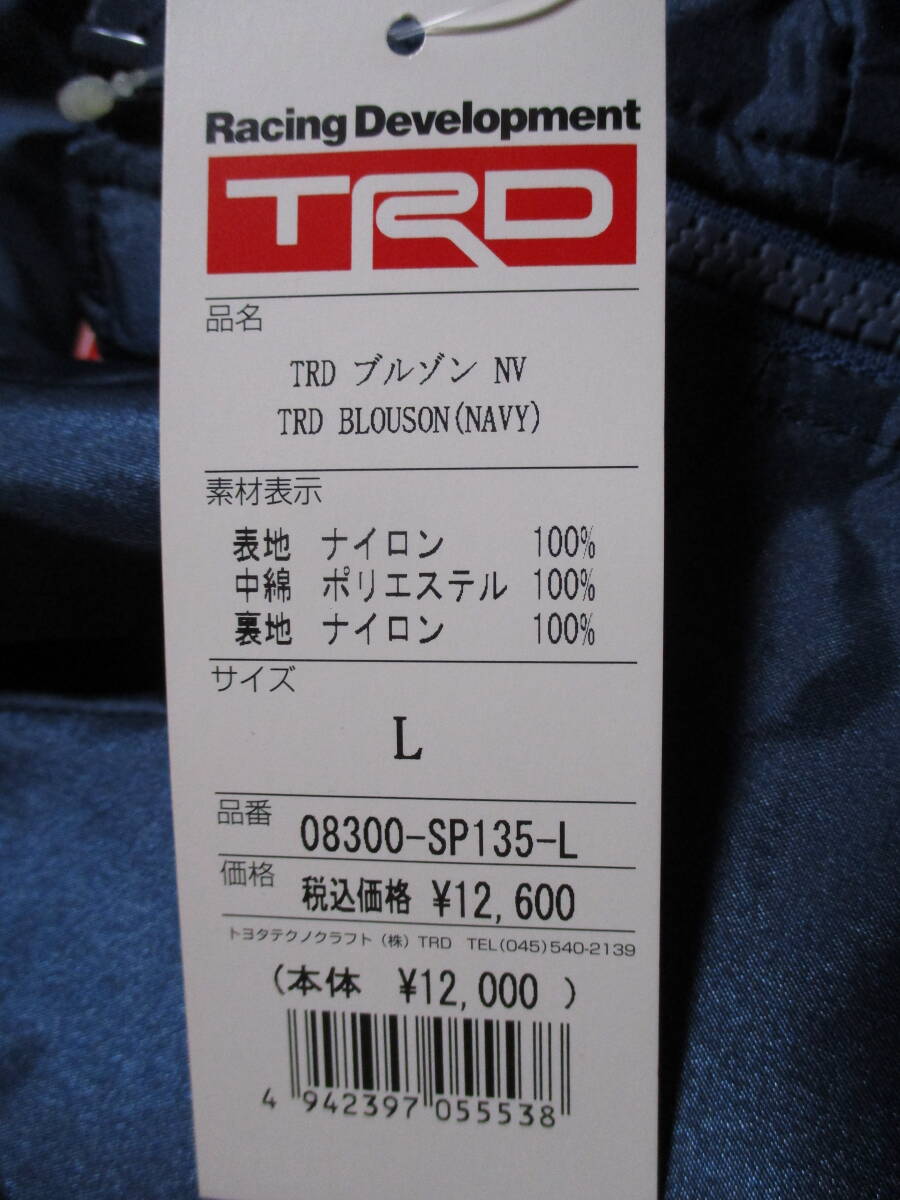 Racing Development
TRD
品名
TRD ブルゾン NV
TRD BLOUSON(NAVY)
素材表示
表地 ナイロン 100%
中綿 ポリエステル 100%
裏地 ナイロン 100%
サイズ
L
品番 08300-SP135-L
価格 税込価格 ¥12,600
トヨタテクノクラフト(株) TRD TEL(045)540-2139
(本体 ¥12,000 )
4 942397 055538